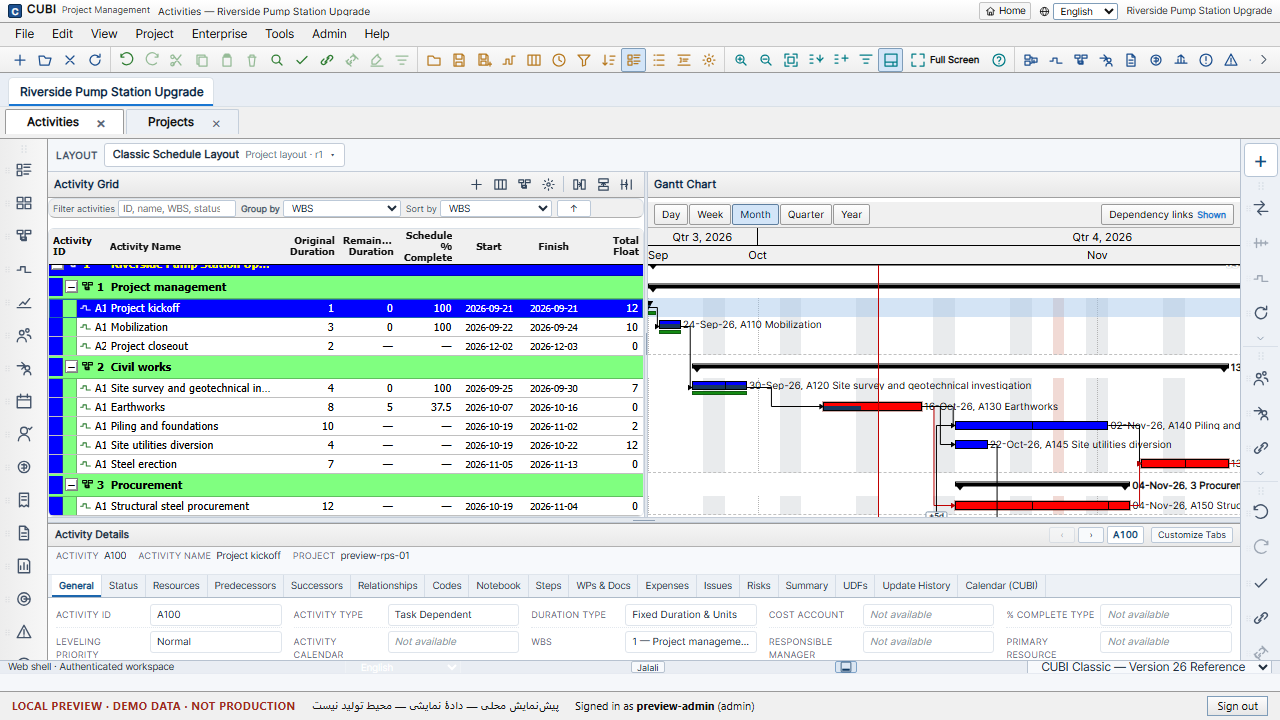 CUBI Project Management Activities — Riverside Pump Station Upgrade Home English Riverside Pump Station Upgrade
File Edit View Project Enterprise Tools Admin Help
Full Screen
Riverside Pump Station Upgrade
Activities Projects
LAYOUT Classic Schedule Layout Project layout · r1
Activity Grid
Filter activities ID, name, WBS, status Group by WBS Sort by WBS
Activity ID Activity Name Original Duration Remain... Duration Schedule % Complete Start Finish Total Float
1 Riverside Pump Station Up...
1 Project management
A1 Project kickoff 1 0 100 2026-09-21 2026-09-21 12
A1 Mobilization 3 0 100 2026-09-22 2026-09-24 10
A2 Project closeout 2 — — 2026-12-02 2026-12-03 0
2 Civil works
A1 Site survey and geotechnical in... 4 0 100 2026-09-25 2026-09-30 7
A1 Earthworks 8 5 37.5 2026-10-07 2026-10-16 0
A1 Piling and foundations 10 — — 2026-10-19 2026-11-02 2
A1 Site utilities diversion 4 — — 2026-10-19 2026-10-22 12
A1 Steel erection 7 — — 2026-11-05 2026-11-13 0
3 Procurement
A1 Structural steel procurement 12 — — 2026-10-19 2026-11-04 0
Gantt Chart
Day Week Month Quarter Year Dependency links Shown
Qtr 3, 2026 Qtr 4, 2026
Sep Oct Nov
24-Sep-26, A110 Mobilization
13
30-Sep-26, A120 Site survey and geotechnical investigation
16-Oct-26, A130 Earthworks
02-Nov-26, A140 Piling and
22-Oct-26, A145 Site utilities diversion
13
04-Nov-26, 3 Procurem
04-Nov-26, A150 Struc
+5d
Activity Details A100 Customize Tabs
ACTIVITY A100 ACTIVITY NAME Project kickoff PROJECT preview-rps-01
General Status Resources Predecessors Successors Relationships Codes Notebook Steps WPs & Docs Expenses Issues Risks Summary UDFs Update History Calendar (CUBI)
ACTIVITY ID A100 ACTIVITY TYPE Task Dependent DURATION TYPE Fixed Duration & Units COST ACCOUNT Not available % COMPLETE TYPE Not available
LEVELING PRIORITY Normal ACTIVITY CALENDAR Not available WBS 1 — Project manageme... RESPONSIBLE MANAGER Not available PRIMARY RESOURCE Not available
Web shell · Authenticated workspace English Jalali CUBI Classic — Version 26 Reference
LOCAL PREVIEW · DEMO DATA · NOT PRODUCTION پیش‌نمایش محلی — دادهٔ نمایشی — محیط تولید نیست Signed in as preview-admin (admin) Sign out